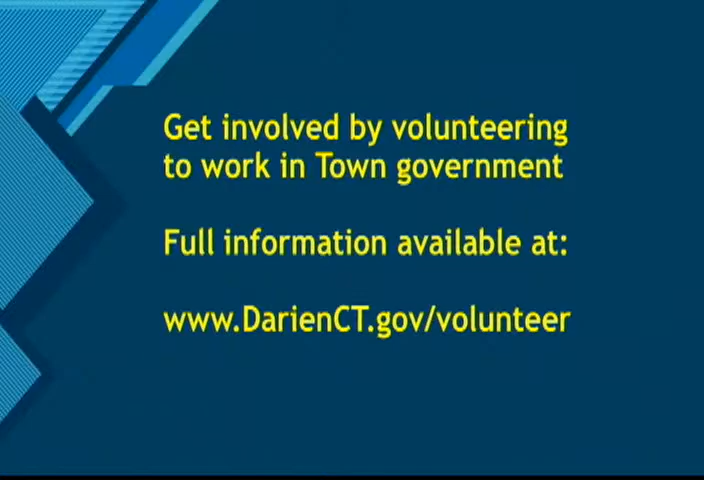 Get involved by volunteering
to work in Town government
Full information available at:
www.DarienCT.gov/volunteer